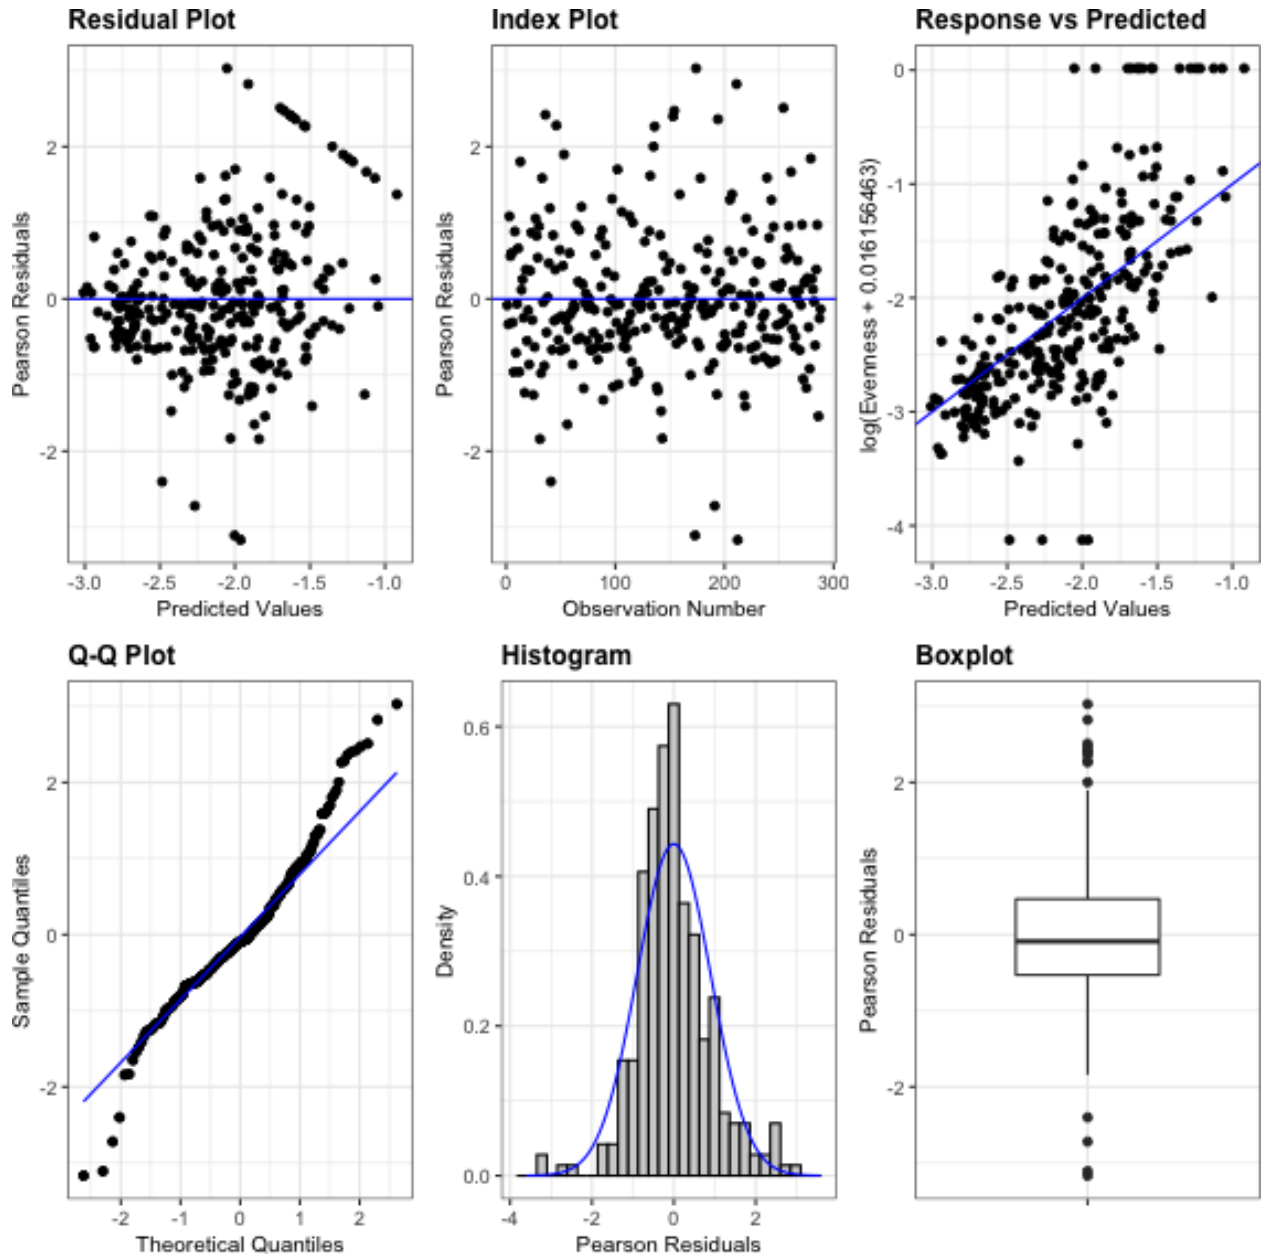 Residual Plot
Pearson Residuals
2
0
-2
-3.0 -2.5 -2.0 -1.5 -1.0
Predicted Values
Index Plot
Pearson Residuals
2
0
-2
0 100 200 300
Observation Number
Response vs Predicted
log(Evenness + 0.016156463)
0
-1
-2
-3
-4
-3.0 -2.5 -2.0 -1.5 -1.0
Predicted Values
Q-Q Plot
Sample Quantiles
2
0
-2
-2 -1 0 1 2
Theoretical Quantiles
Histogram
Density
0.6
0.4
0.2
0.0
-4 -2 0 2
Pearson Residuals
Boxplot
Pearson Residuals
2
0
-2